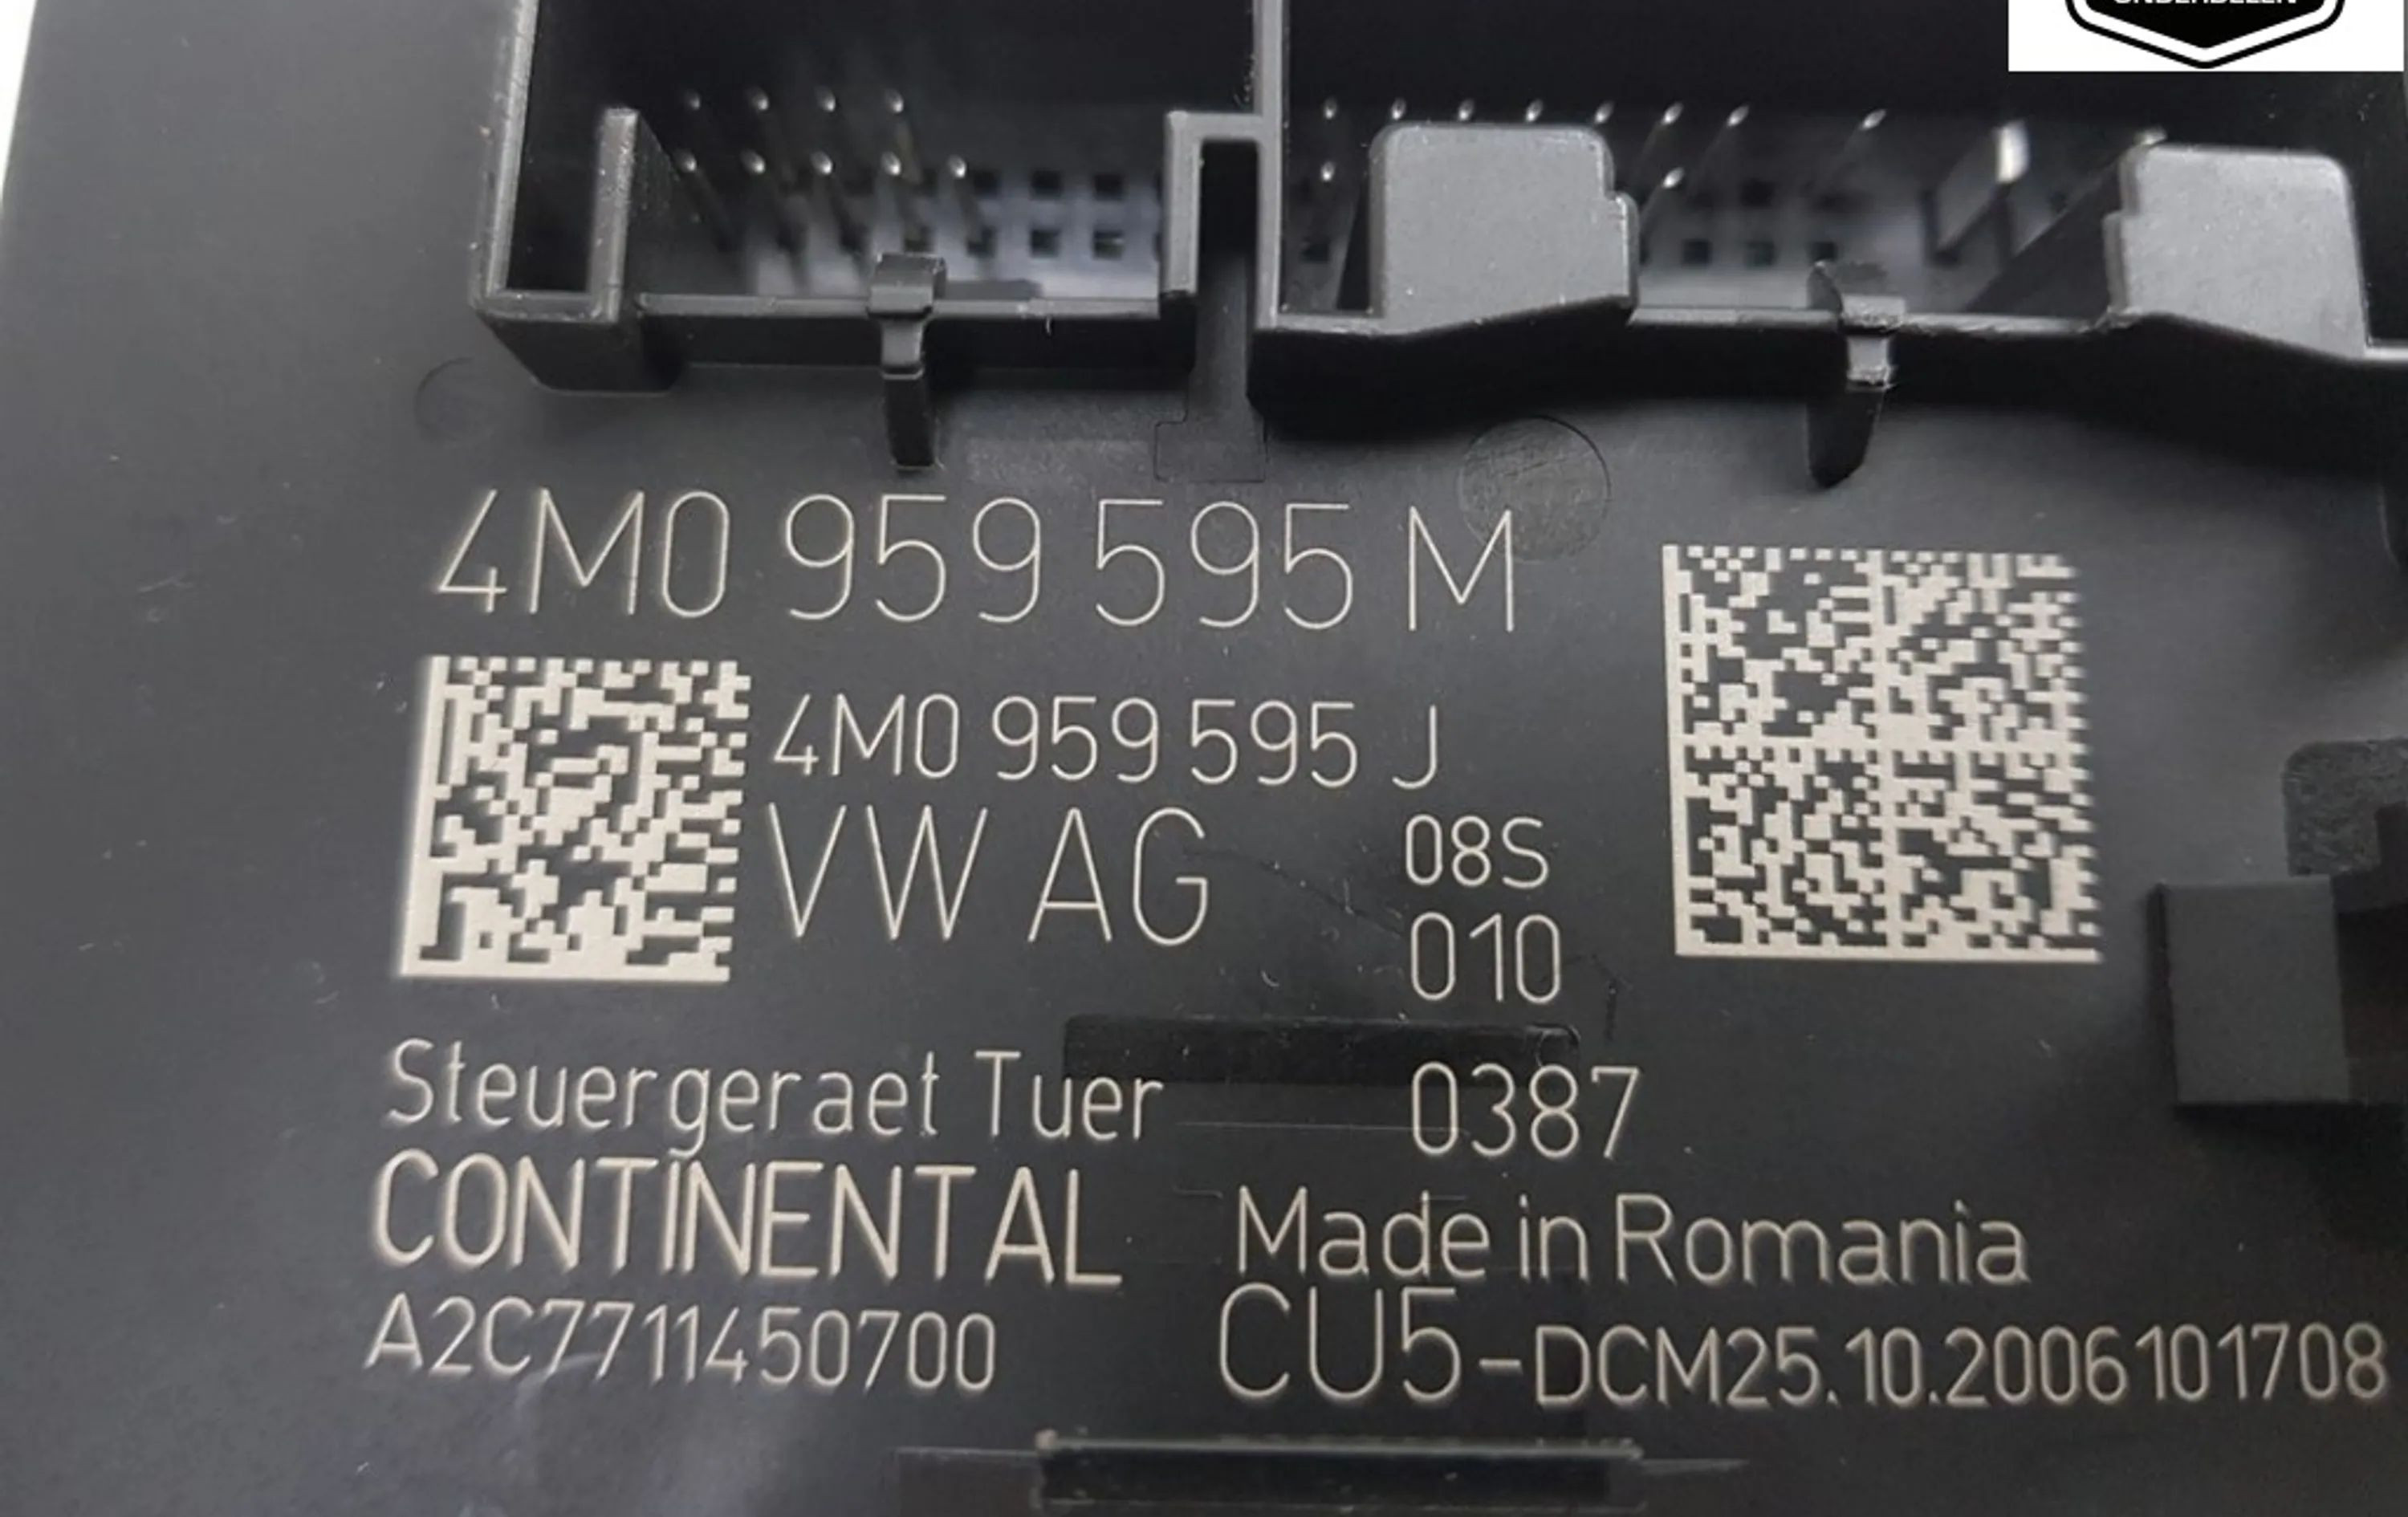 ONDERDELEN
4M0 959 595 M
4M0 959 595 J
VW AG 08S
010
Steuergeraet Tuer 0387
CONTINENTAL Made in Romania
A2C7711450700 CU5-DCM25.10.2006101708